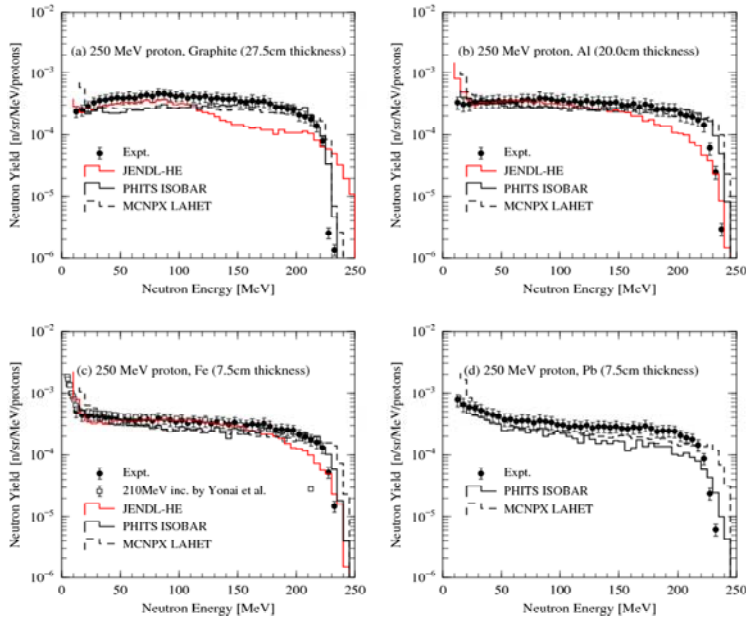 (a) 250 MeV proton, Graphite (27.5cm thickness)
Neutron Yield [n/sr/MeV/protons]
10⁻²
10⁻³
10⁻⁴
10⁻⁵
10⁻⁶
Expt.
JENDL-HE
PHITS ISOBAR
MCNPX LAHET
0 50 100 150 200 250
Neutron Energy [MeV]
(b) 250 MeV proton, Al (20.0cm thickness)
Neutron Yield [n/sr/MeV/protons]
10⁻²
10⁻³
10⁻⁴
10⁻⁵
10⁻⁶
Expt.
JENDL-HE
PHITS ISOBAR
MCNPX LAHET
0 50 100 150 200 250
Neutron Energy [MeV]
(c) 250 MeV proton, Fe (7.5cm thickness)
Neutron Yield [n/sr/MeV/protons]
10⁻²
10⁻³
10⁻⁴
10⁻⁵
10⁻⁶
Expt.
210MeV inc. by Yonai et al.
JENDL-HE
PHITS ISOBAR
MCNPX LAHET
0 50 100 150 200 250
Neutron Energy [MeV]
(d) 250 MeV proton, Pb (7.5cm thickness)
Neutron Yield [n/sr/MeV/protons]
10⁻²
10⁻³
10⁻⁴
10⁻⁵
10⁻⁶
Expt.
PHITS ISOBAR
MCNPX LAHET
0 50 100 150 200 250
Neutron Energy [MeV]